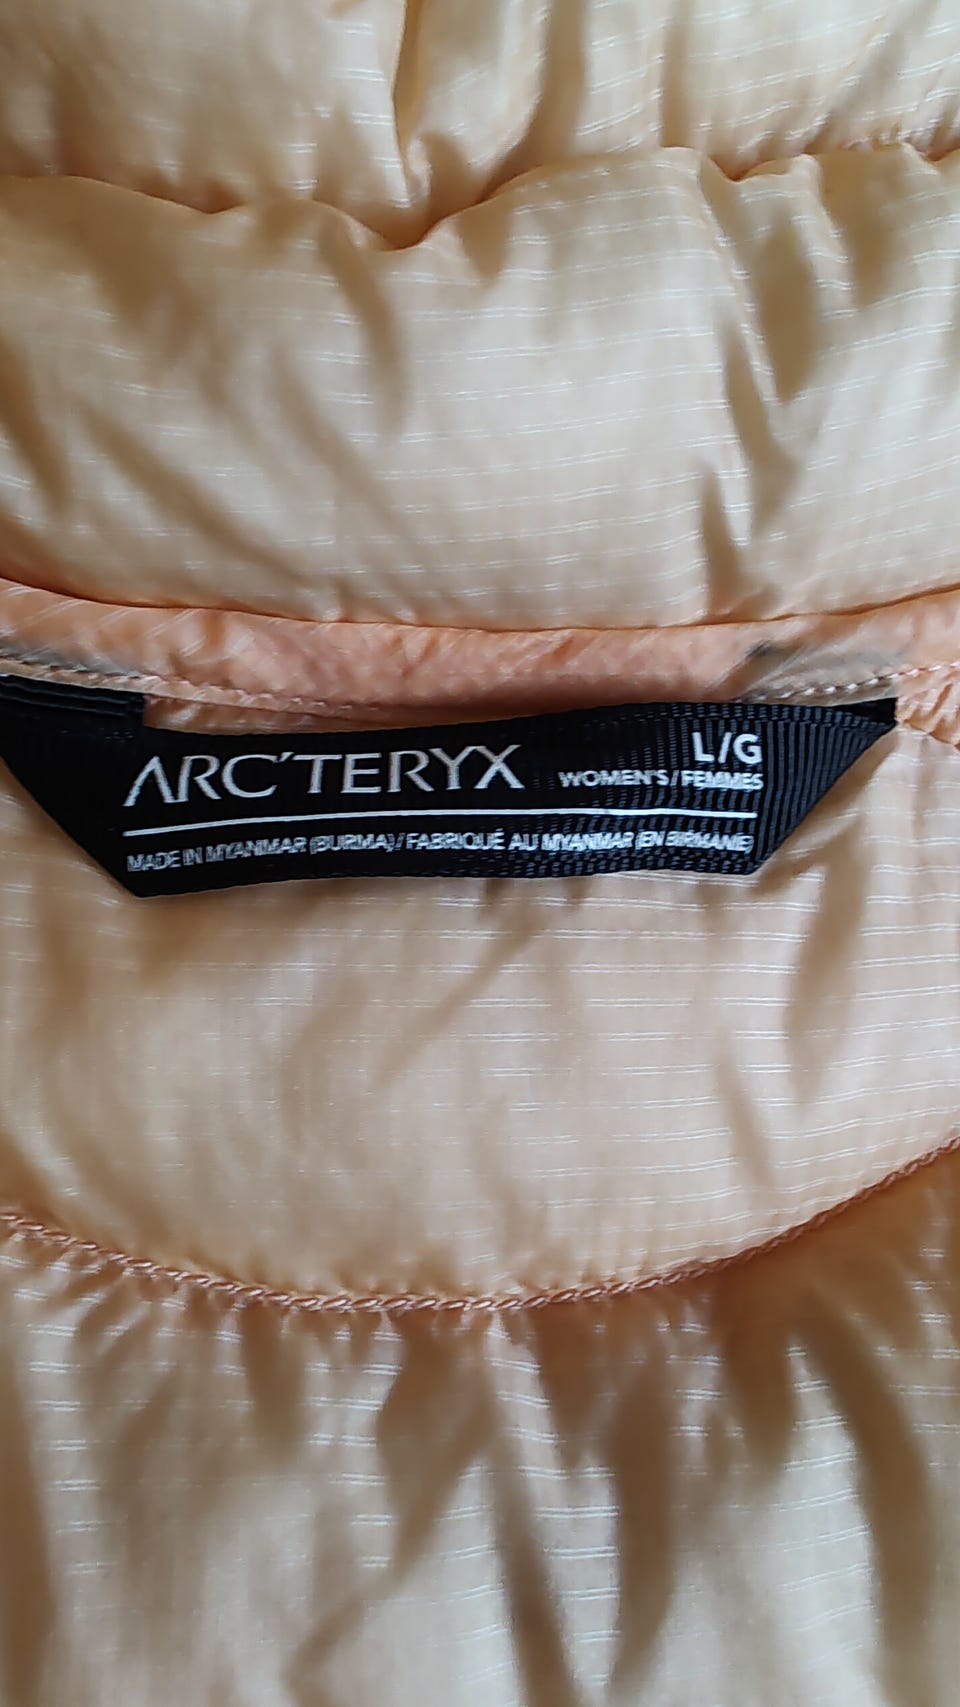 ARC'TERYX
L/G
WOMEN'S / FEMMES
MADE IN MYANMAR (BURMA) / FABRIQUÉ AU MYANMAR (EN BIRMANIE)